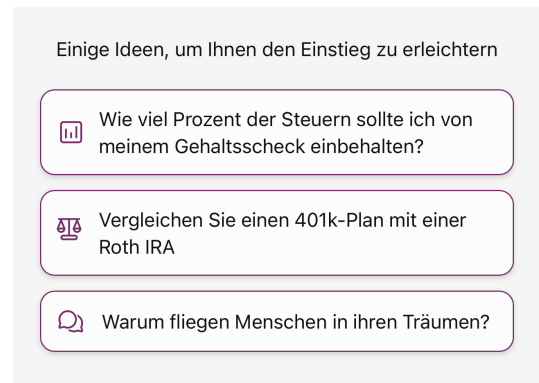 Einige Ideen, um Ihnen den Einstieg zu erleichtern
Wie viel Prozent der Steuern sollte ich von
meinem Gehaltsscheck einbehalten?
Vergleichen Sie einen 401k-Plan mit einer
Roth IRA
Warum fliegen Menschen in ihren Träumen?